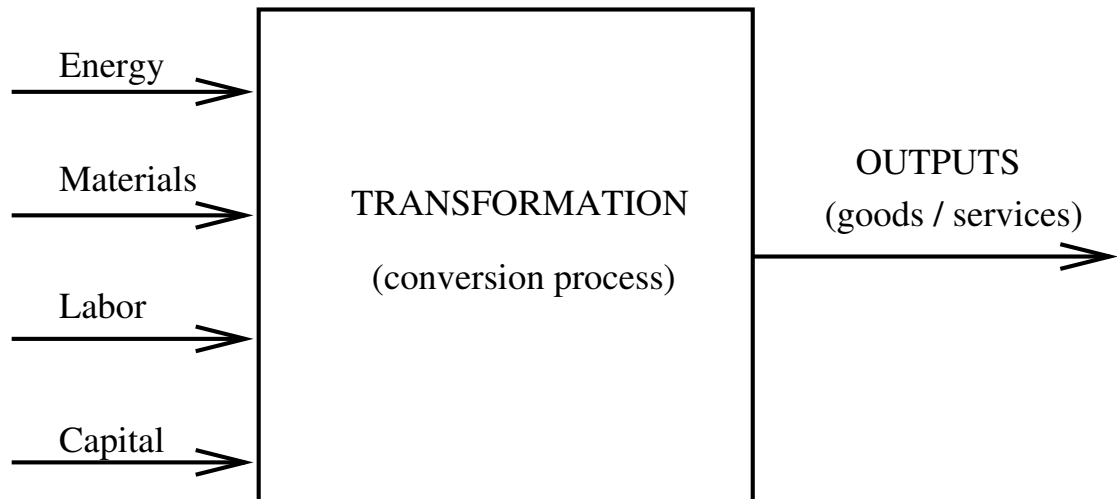 Energy
Materials
Labor
Capital
TRANSFORMATION
(conversion process)
OUTPUTS
(goods / services)